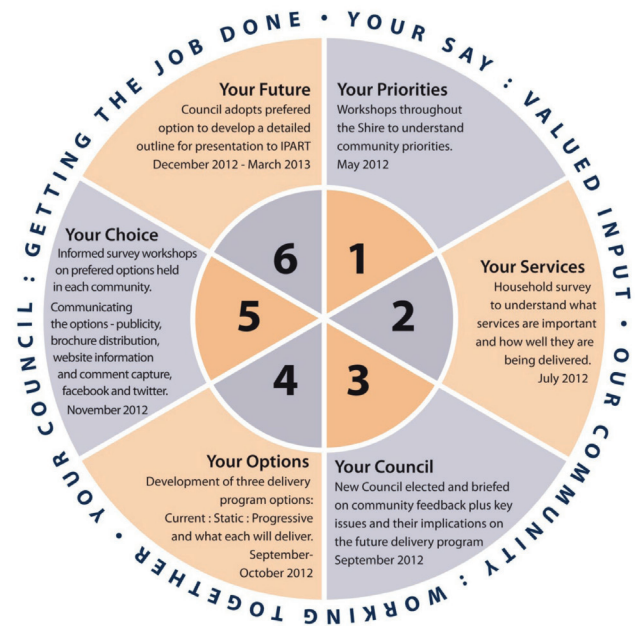 YOUR SAY : VALUED INPUT • OUR COMMUNITY : WORKING TOGETHER • YOUR COUNCIL : GETTING THE JOB DONE •
Your Priorities
Workshops throughout
the Shire to understand
community priorities.
May 2012
1
Your Services
Household survey
to understand what
services are important
and how well they are
being delivered.
July 2012
2
Your Council
New Council elected and briefed
on community feedback plus key
issues and their implications on
the future delivery program
September 2012
3
Your Options
Development of three delivery
program options:
Current : Static : Progressive
and what each will deliver.
September-
October 2012
4
Your Choice
Informed survey workshops
on prefered options held
in each community.
Communicating
the options - publicity,
brochure distribution,
website information
and comment capture,
facebook and twitter.
November 2012
5
Your Future
Council adopts prefered
option to develop a detailed
outline for presentation to IPART
December 2012 - March 2013
6